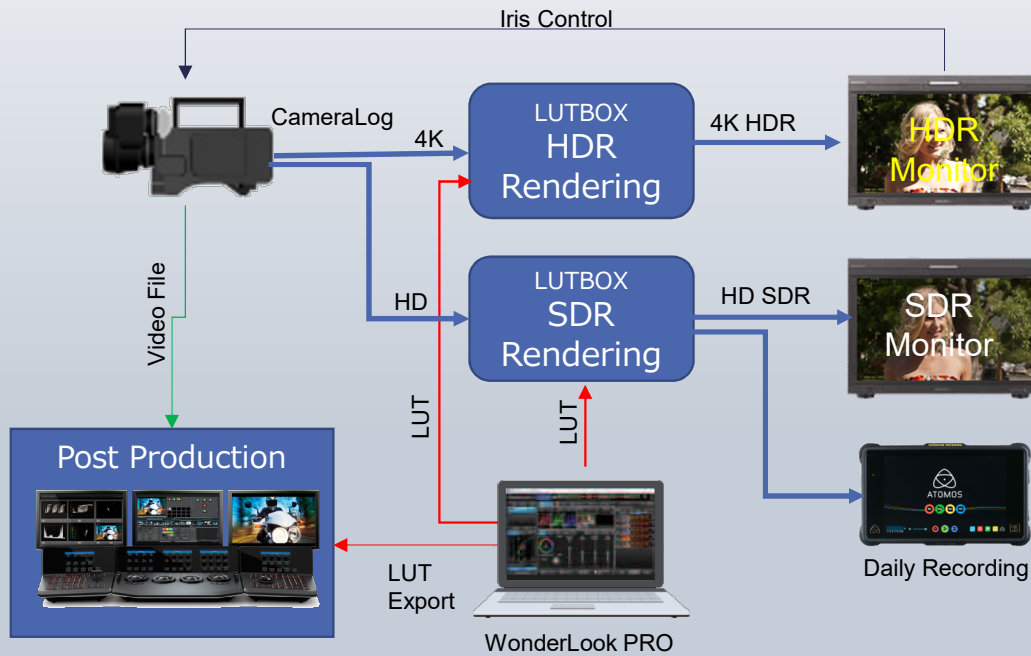 Iris Control
CameraLog
4K
LUTBOX
HDR
Rendering
4K HDR
HDR
Monitor
Video File
HD
LUTBOX
SDR
Rendering
HD SDR
SDR
Monitor
LUT
LUT
Post Production
ATOMOS
LUT
Export
Daily Recording
WonderLook PRO